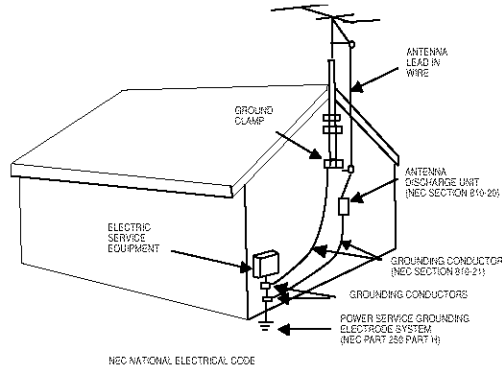 ANTENNA
LEAD IN
WIRE
GROUND
CLAMP
ANTENNA
DISCHARGE UNIT
(NEC SECTION 810-20)
ELECTRIC
SERVICE
EQUIPMENT
GROUNDING CONDUCTOR
(NEC SECTION 810-21)
GROUNDING CONDUCTORS
POWER SERVICE GROUNDING
ELECTRODE SYSTEM
(NEC PART 250 PART H)
NEC NATIONAL ELECTRICAL CODE